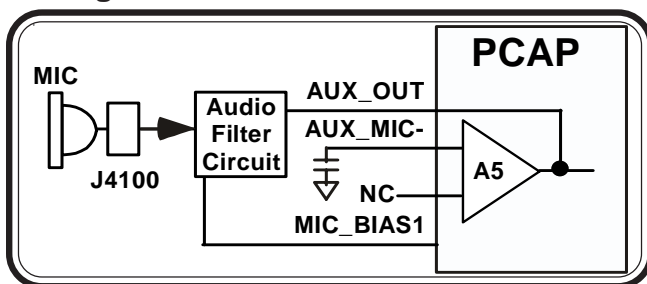 PCAP
MIC
J4100
Audio
Filter
Circuit
AUX_OUT
AUX_MIC-
A5
NC
MIC_BIAS1